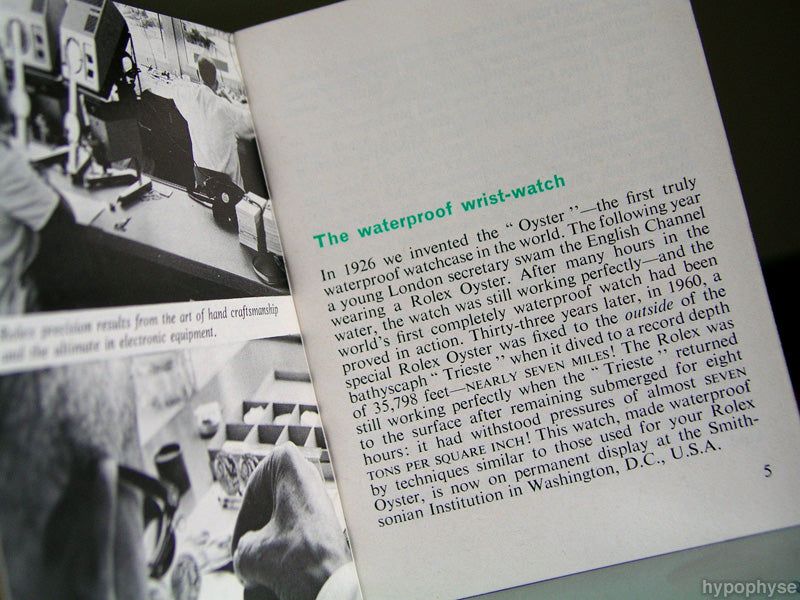 Rolex precision results from the art of hand craftsmanship
and the ultimate in electronic equipment.
The waterproof wrist-watch
In 1926 we invented the “ Oyster ”—the first truly
waterproof watchcase in the world. The following year
a young London secretary swam the English Channel
wearing a Rolex Oyster. After many hours in the
water, the watch was still working perfectly—and the
world’s first completely waterproof watch had been
proved in action. Thirty-three years later, in 1960, a
special Rolex Oyster was fixed to the outside of the
bathyscaph “ Trieste ” when it dived to a record depth
of 35,798 feet—NEARLY SEVEN MILES! The Rolex was
still working perfectly when the “ Trieste ” returned
to the surface after remaining submerged for eight
hours: it had withstood pressures of almost SEVEN
TONS PER SQUARE INCH! This watch, made waterproof
by techniques similar to those used for your Rolex
Oyster, is now on permanent display at the Smith-
sonian Institution in Washington, D.C., U.S.A.
5
hypophyse